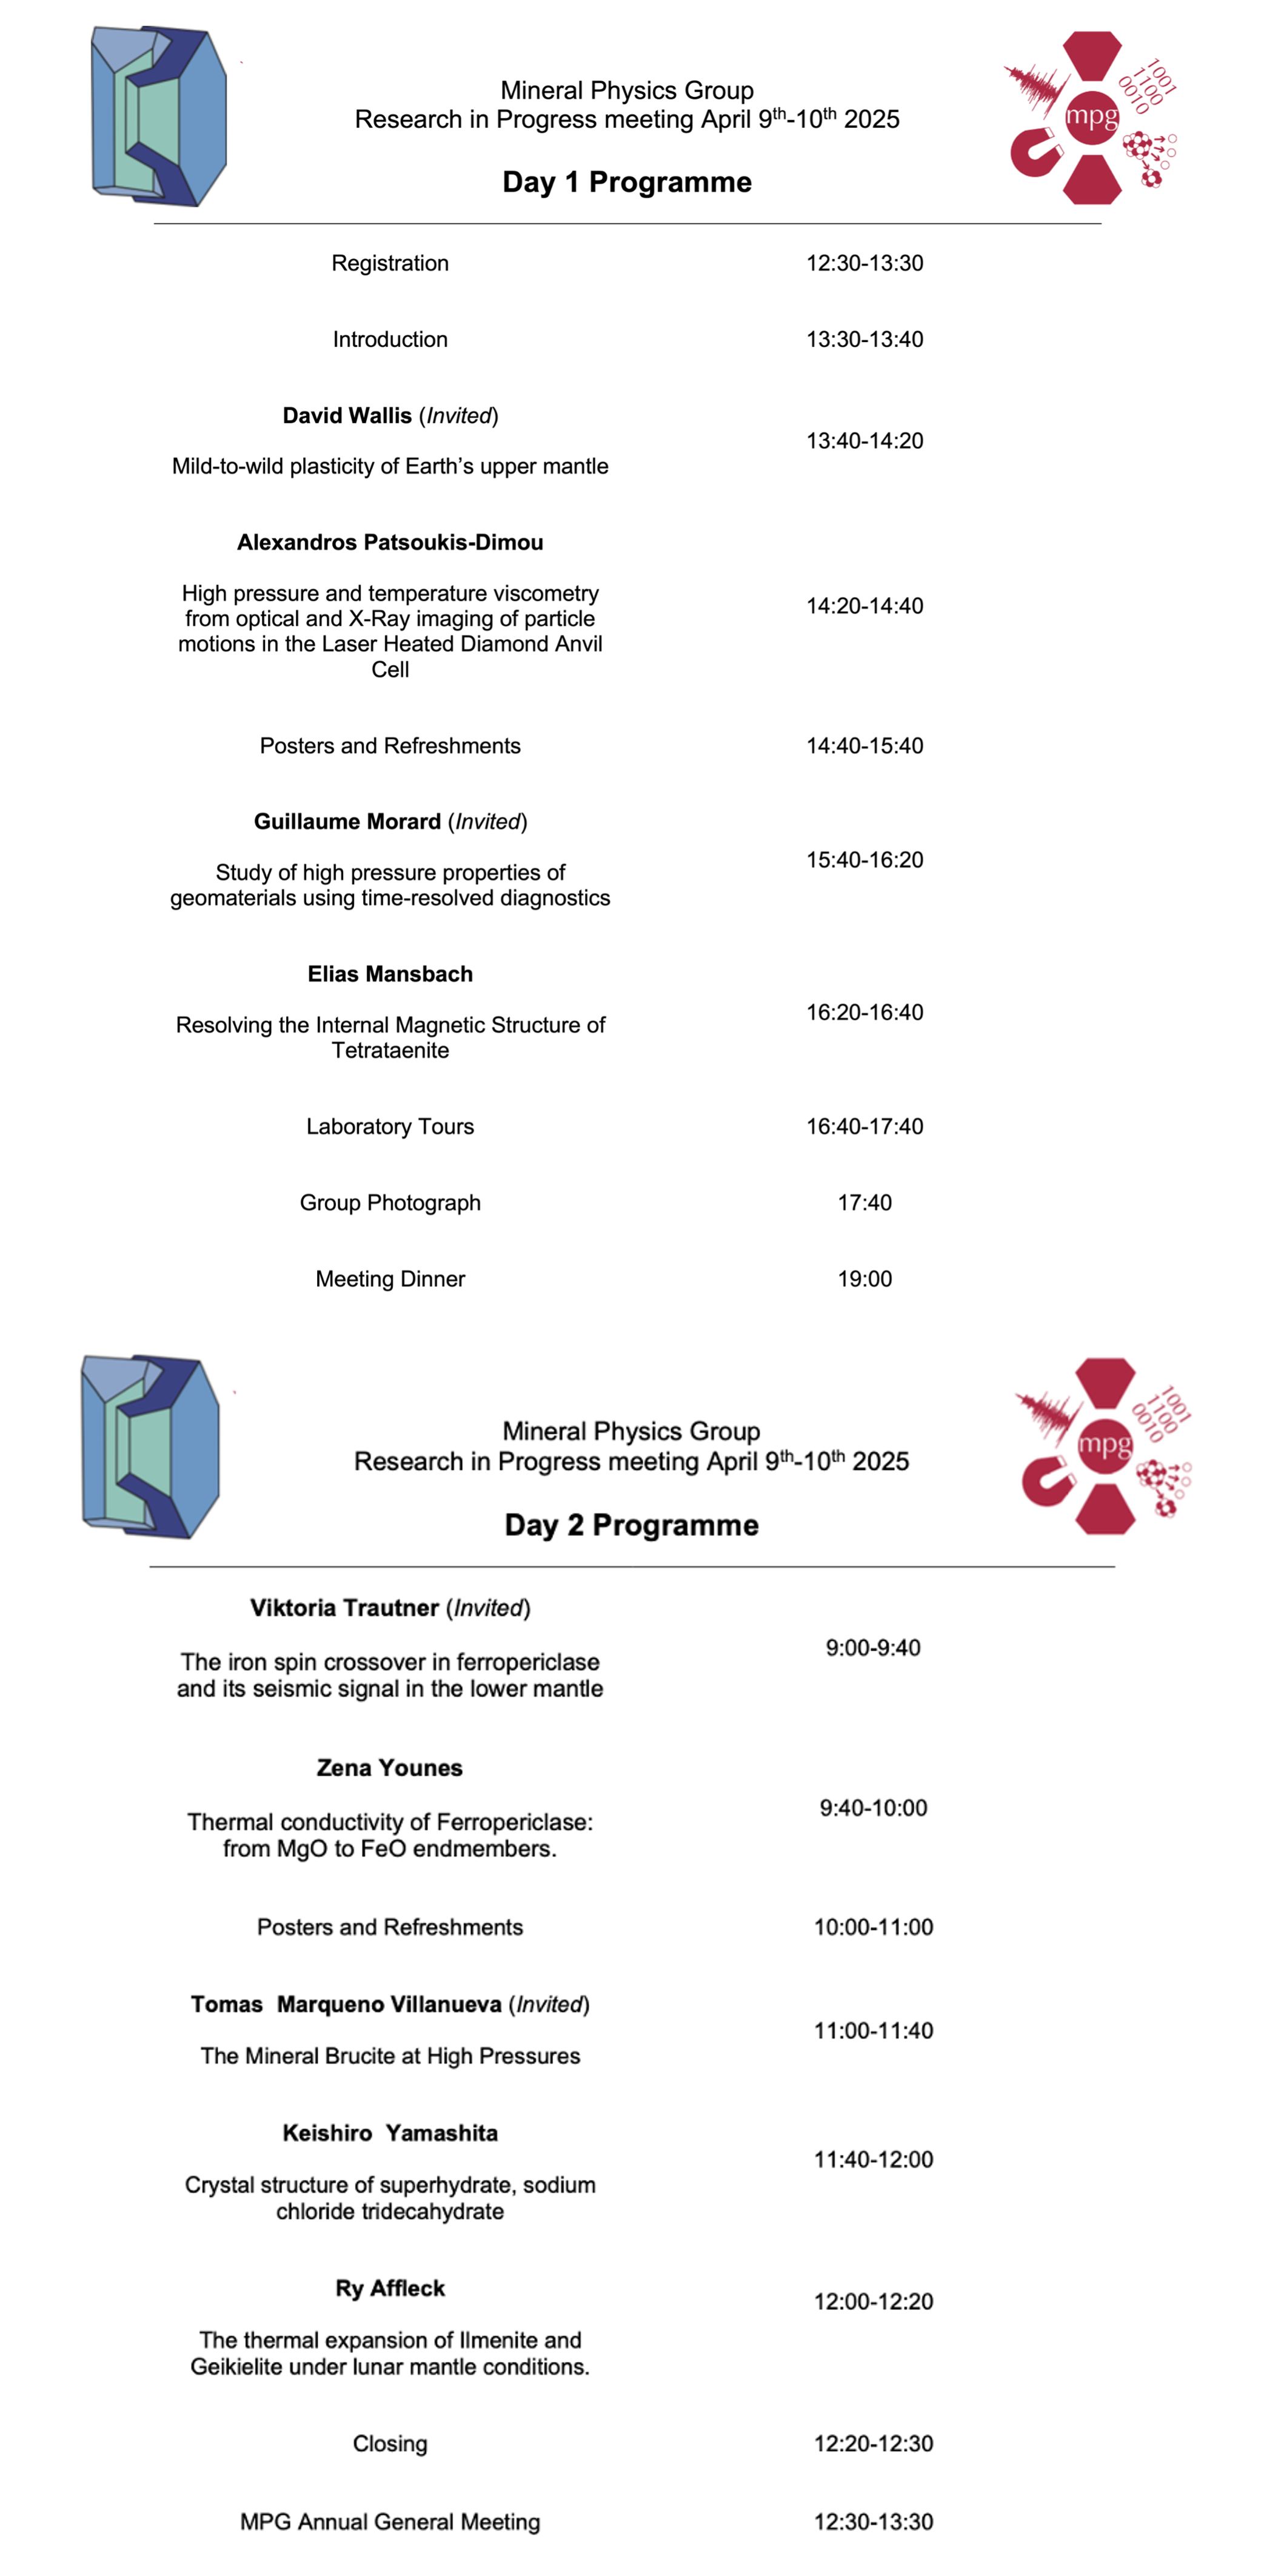 Mineral Physics Group
Research in Progress meeting April 9th-10th 2025
Day 1 Programme
1001
1100
0010
mpg
Registration 12:30-13:30
Introduction 13:30-13:40
David Wallis (Invited)
13:40-14:20
Mild-to-wild plasticity of Earth's upper mantle
Alexandros Patsoukis-Dimou
High pressure and temperature viscometry
from optical and X-Ray imaging of particle
14:20-14:40
motions in the Laser Heated Diamond Anvil
Cell
Posters and Refreshments 14:40-15:40
Guillaume Morard (Invited)
15:40-16:20
Study of high pressure properties of
geomaterials using time-resolved diagnostics
Elias Mansbach
16:20-16:40
Resolving the Internal Magnetic Structure of
Tetrataenite
Laboratory Tours 16:40-17:40
Group Photograph 17:40
Meeting Dinner 19:00
Mineral Physics Group
Research in Progress meeting April 9th-10th 2025
Day 2 Programme
1001
1100
0010
mpg
Viktoria Trautner (Invited)
9:00-9:40
The iron spin crossover in ferropericlase
and its seismic signal in the lower mantle
Zena Younes
9:40-10:00
Thermal conductivity of Ferropericlase:
from MgO to FeO endmembers.
Posters and Refreshments 10:00-11:00
Tomas  Marqueno Villanueva (Invited)
11:00-11:40
The Mineral Brucite at High Pressures
Keishiro  Yamashita
11:40-12:00
Crystal structure of superhydrate, sodium
chloride tridecahydrate
Ry Affleck
12:00-12:20
The thermal expansion of Ilmenite and
Geikielite under lunar mantle conditions.
Closing 12:20-12:30
MPG Annual General Meeting 12:30-13:30